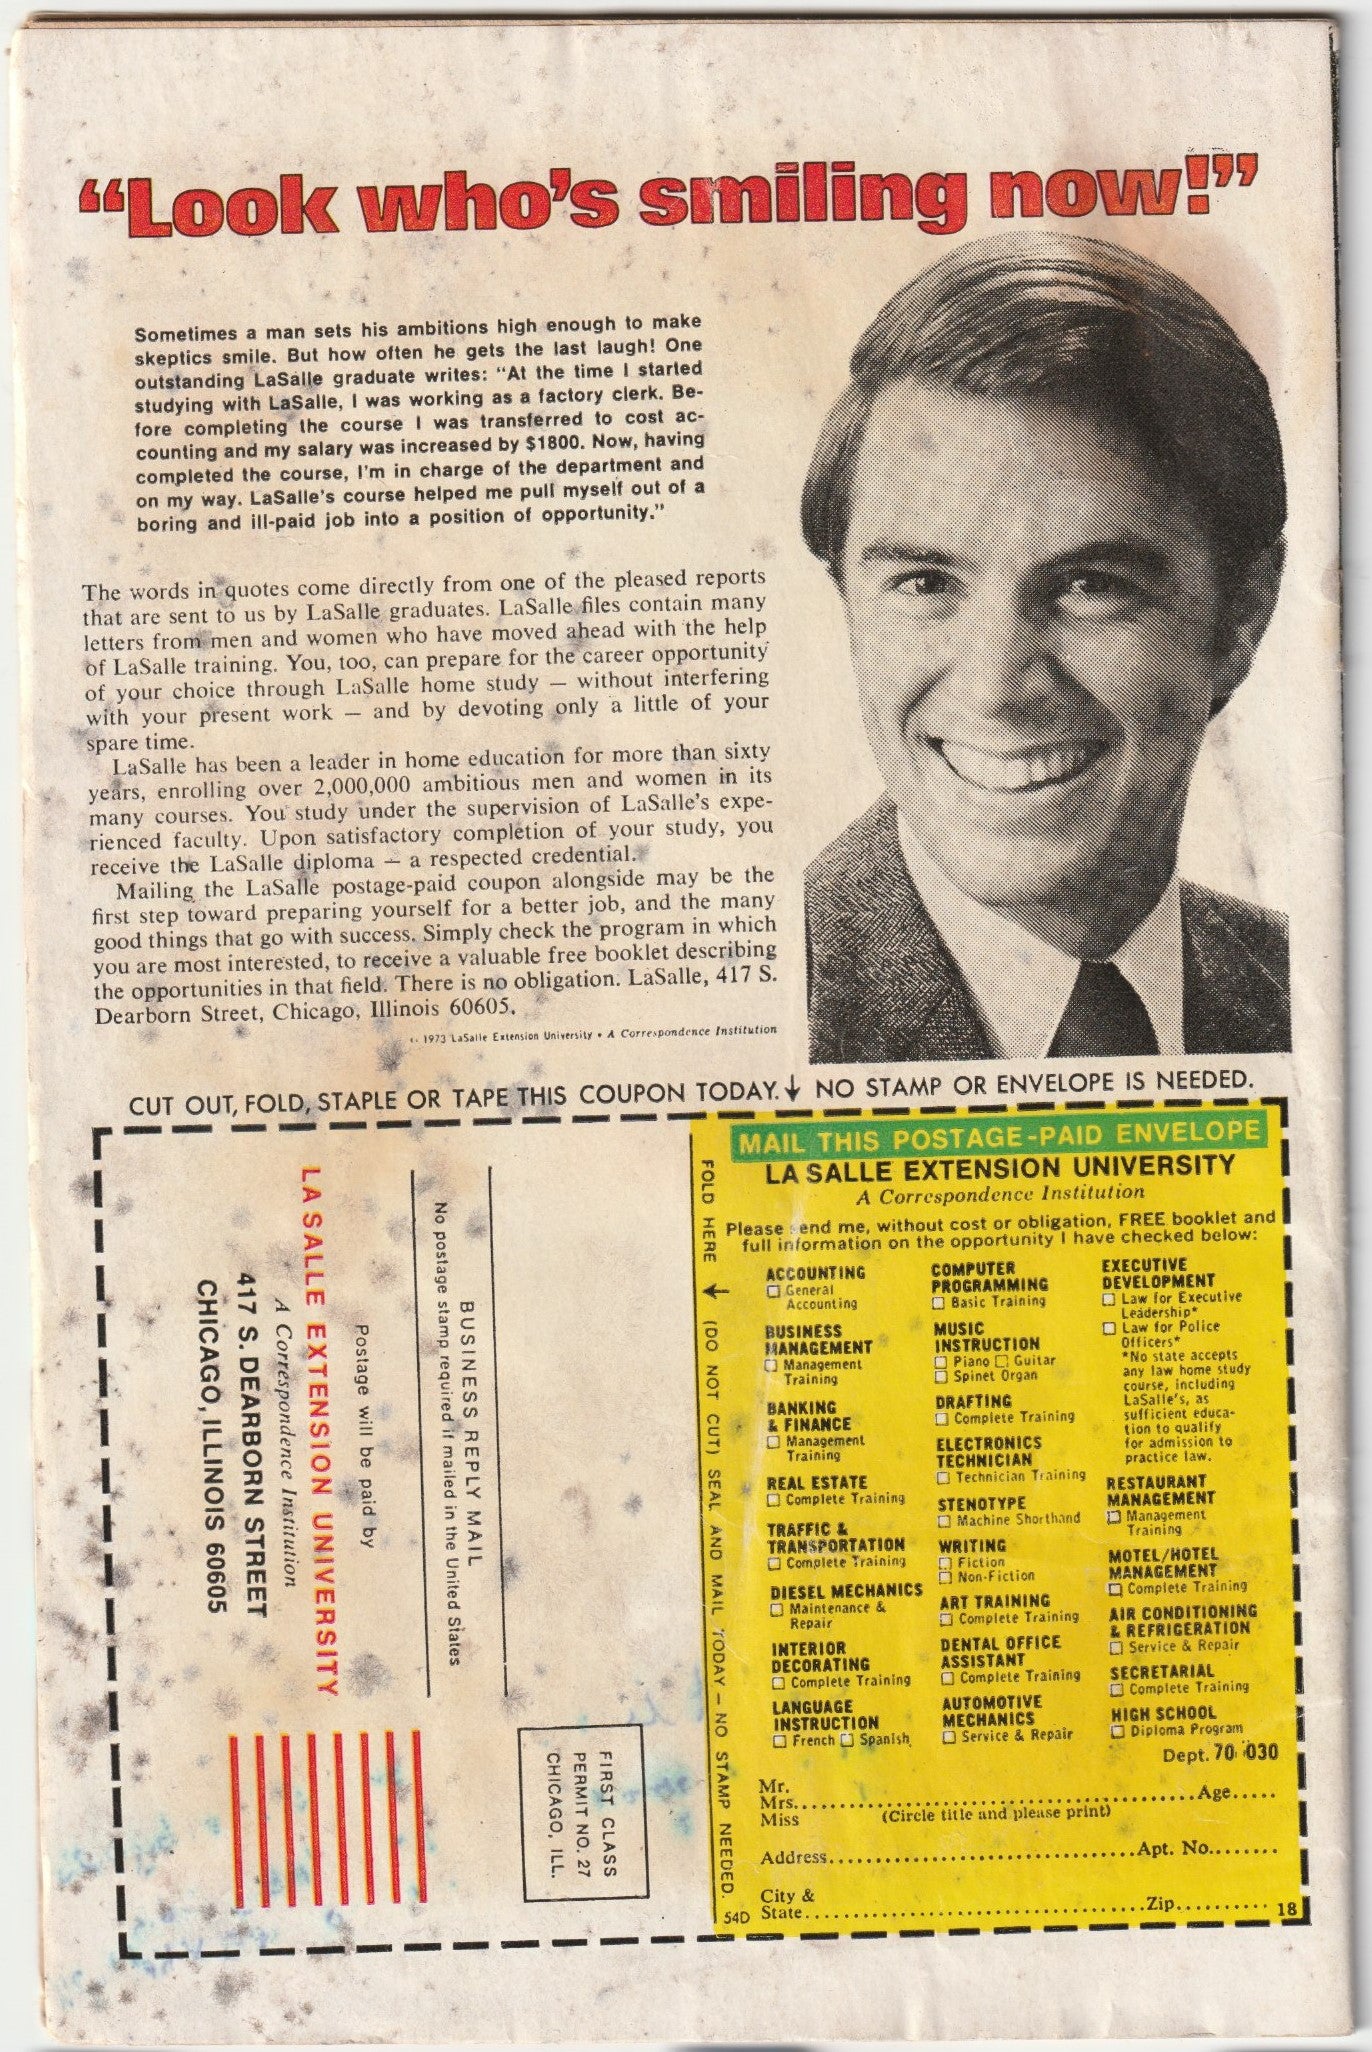 “Look who’s smiling now!”
Sometimes a man sets his ambitions high enough to make
skeptics smile. But how often he gets the last laugh! One
outstanding LaSalle graduate writes: “At the time I started
studying with LaSalle, I was working as a factory clerk. Be-
fore completing the course I was transferred to cost ac-
counting and my salary was increased by $1800. Now, having
completed the course, I’m in charge of the department and
on my way. LaSalle’s course helped me pull myself out of a
boring and ill-paid job into a position of opportunity.”
The words in quotes come directly from one of the pleased reports
that are sent to us by LaSalle graduates. LaSalle files contain many
letters from men and women who have moved ahead with the help
of LaSalle training. You, too, can prepare for the career opportunity
of your choice through LaSalle home study — without interfering
with your present work — and by devoting only a little of your
spare time.
LaSalle has been a leader in home education for more than sixty
years, enrolling over 2,000,000 ambitious men and women in its
many courses. You study under the supervision of LaSalle’s expe-
rienced faculty. Upon satisfactory completion of your study, you
receive the LaSalle diploma — a respected credential.
Mailing the LaSalle postage-paid coupon alongside may be the
first step toward preparing yourself for a better job, and the many
good things that go with success. Simply check the program in which
you are most interested, to receive a valuable free booklet describing
the opportunities in that field. There is no obligation. LaSalle, 417 S.
Dearborn Street, Chicago, Illinois 60605.
© 1973 LaSalle Extension University • A Correspondence Institution
CUT OUT, FOLD, STAPLE OR TAPE THIS COUPON TODAY.↓ NO STAMP OR ENVELOPE IS NEEDED.
FIRST CLASS
PERMIT NO. 27
CHICAGO, ILL.
BUSINESS REPLY MAIL
No postage stamp required if mailed in the United States
Postage will be paid by
LA SALLE EXTENSION UNIVERSITY
A Correspondence Institution
417 S. DEARBORN STREET
CHICAGO, ILLINOIS 60605
FOLD HERE → (DO NOT CUT) SEAL AND MAIL TODAY — NO STAMP NEEDED.
MAIL THIS POSTAGE-PAID ENVELOPE
LA SALLE EXTENSION UNIVERSITY
A Correspondence Institution
Please send me, without cost or obligation, FREE booklet and
full information on the opportunity I have checked below:
ACCOUNTING
☐ General
Accounting
BUSINESS
MANAGEMENT
☐ Management
Training
BANKING
& FINANCE
☐ Management
Training
REAL ESTATE
☐ Complete Training
TRAFFIC &
TRANSPORTATION
☐ Complete Training
DIESEL MECHANICS
☐ Maintenance &
Repair
INTERIOR
DECORATING
☐ Complete Training
LANGUAGE
INSTRUCTION
☐ French ☐ Spanish
COMPUTER
PROGRAMMING
☐ Basic Training
MUSIC
INSTRUCTION
☐ Piano ☐ Guitar
☐ Spinet Organ
DRAFTING
☐ Complete Training
ELECTRONICS
TECHNICIAN
☐ Technician Training
STENOTYPE
☐ Machine Shorthand
WRITING
☐ Fiction
☐ Non-Fiction
ART TRAINING
☐ Complete Training
DENTAL OFFICE
ASSISTANT
☐ Complete Training
AUTOMOTIVE
MECHANICS
☐ Service & Repair
EXECUTIVE
DEVELOPMENT
☐ Law for Executive
Leadership*
☐ Law for Police
Officers*
*No state accepts
any law home study
course, including
LaSalle’s, as
sufficient educa-
tion to qualify
for admission to
practice law.
RESTAURANT
MANAGEMENT
☐ Management
Training
MOTEL/HOTEL
MANAGEMENT
☐ Complete Training
AIR CONDITIONING
& REFRIGERATION
☐ Service & Repair
SECRETARIAL
☐ Complete Training
HIGH SCHOOL
☐ Diploma Program
Dept. 70-030
Mr.
Mrs. Age
Miss (Circle title and please print)
Address Apt. No.
City &
State Zip
54D 18